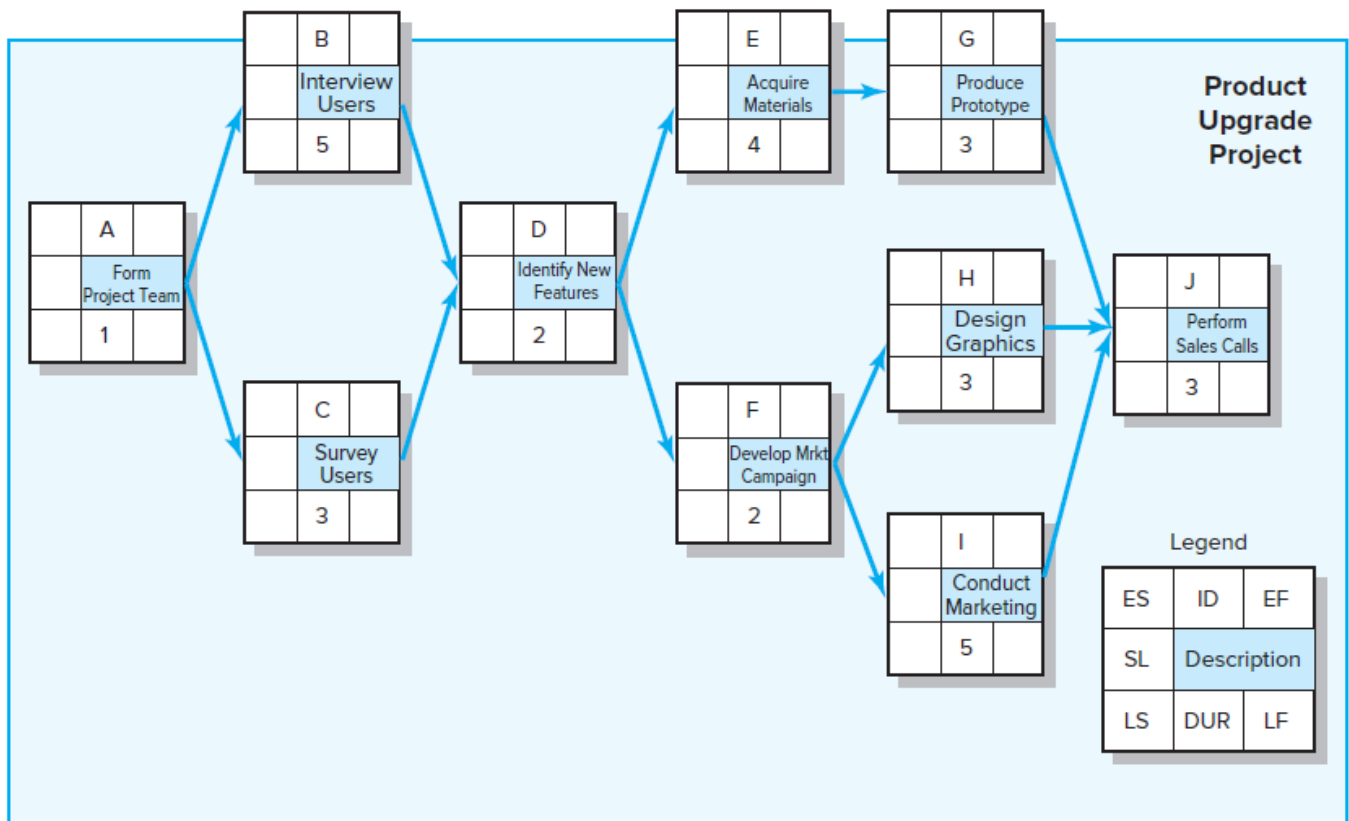 B
Interview
Users
5
E
Acquire
Materials
4
G
Produce
Prototype
3
Product
Upgrade
Project
A
Form
Project Team
1
D
Identify New
Features
2
H
Design
Graphics
3
J
Perform
Sales Calls
3
C
Survey
Users
3
F
Develop Mrkt
Campaign
2
I
Conduct
Marketing
5
Legend
ES ID EF
SL Description
LS DUR LF